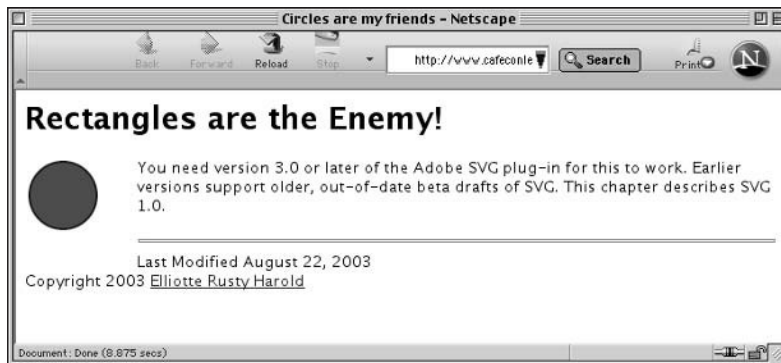 Circles are my friends – Netscape
Back Forward Reload Stop http://www.cafeconle Search Print N
Rectangles are the Enemy!
You need version 3.0 or later of the Adobe SVG plug-in for this to work. Earlier
versions support older, out-of-date beta drafts of SVG. This chapter describes SVG
1.0.
Last Modified August 22, 2003
Copyright 2003 Elliotte Rusty Harold
Document: Done (8.875 secs)